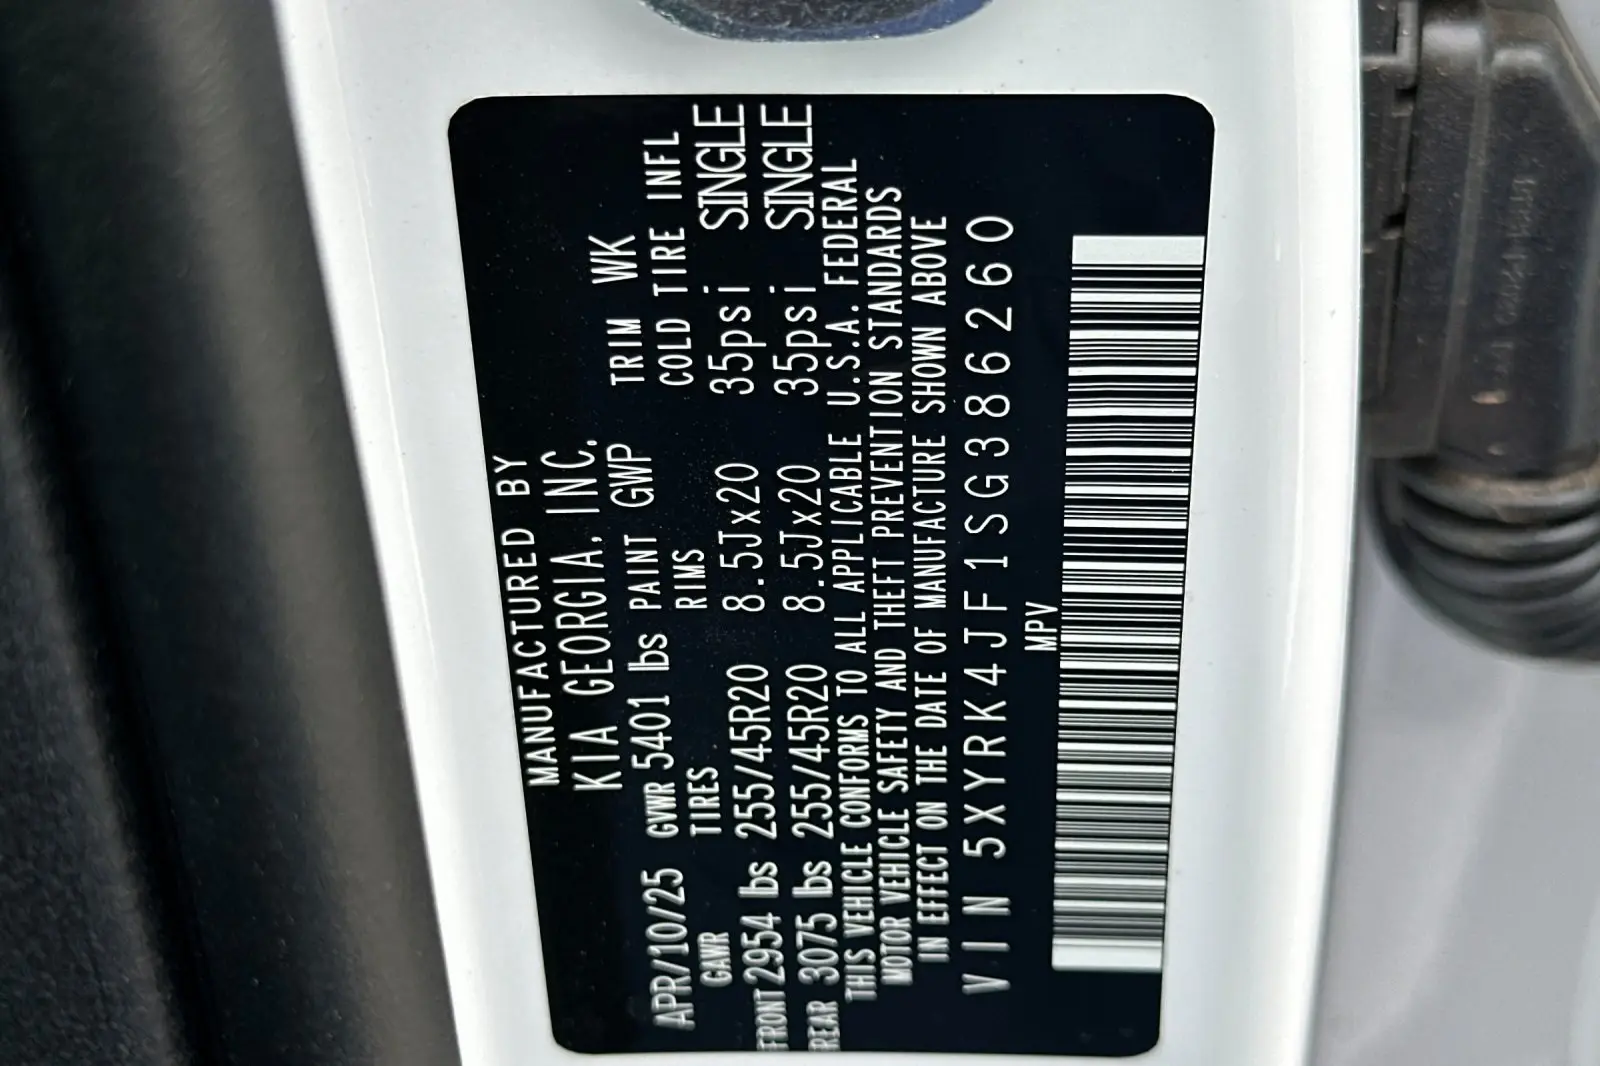 MANUFACTURED BY
KIA GEORGIA, INC.
APR/10/25 GVWR 5401 lbs PAINT GWP TRIM WK
GAWR TIRES RIMS COLD TIRE INFL
FRONT 2954 lbs 255/45R20 8.5Jx20 35psi SINGLE
REAR 3075 lbs 255/45R20 8.5Jx20 35psi SINGLE
THIS VEHICLE CONFORMS TO ALL APPLICABLE U.S.A. FEDERAL
MOTOR VEHICLE SAFETY AND THEFT PREVENTION STANDARDS
IN EFFECT ON THE DATE OF MANUFACTURE SHOWN ABOVE
VIN 5XYRK4JF1SG386260
MPV